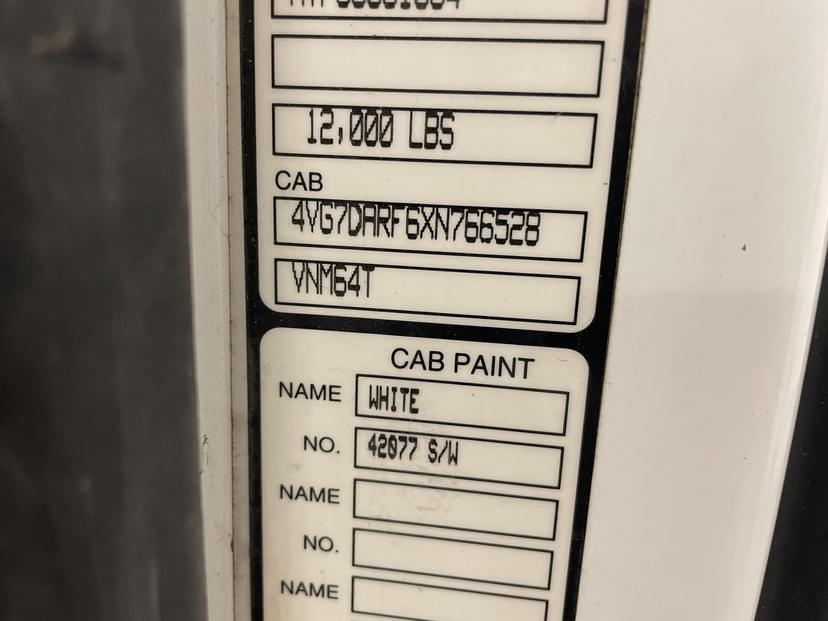 12,000 LBS
CAB
4VG7DARF6XN766528
VNM64T
CAB PAINT
NAME WHITE
NO. 42077 S/W
NAME
NO.
NAME